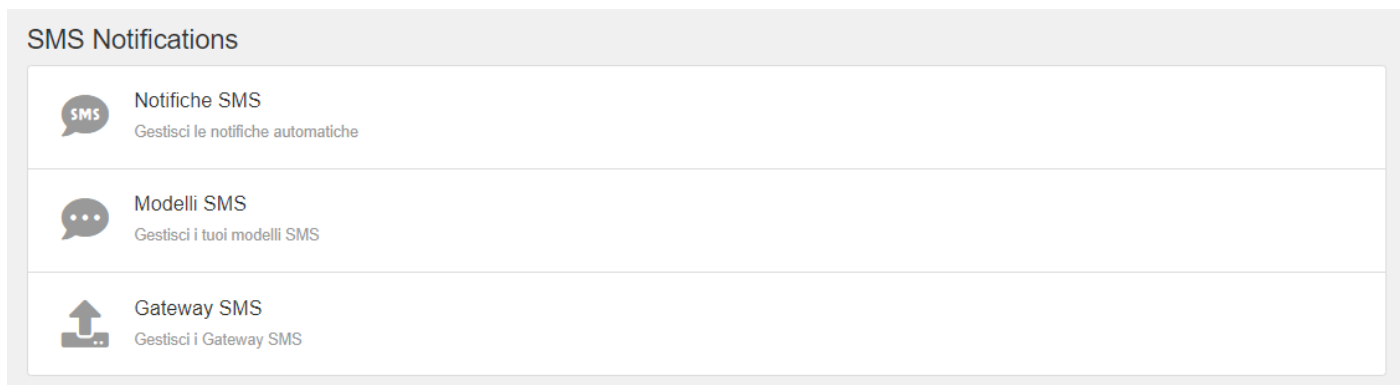 SMS Notifications
SMS
Notifiche SMS
Gestisci le notifiche automatiche
Modelli SMS
Gestisci i tuoi modelli SMS
Gateway SMS
Gestisci i Gateway SMS